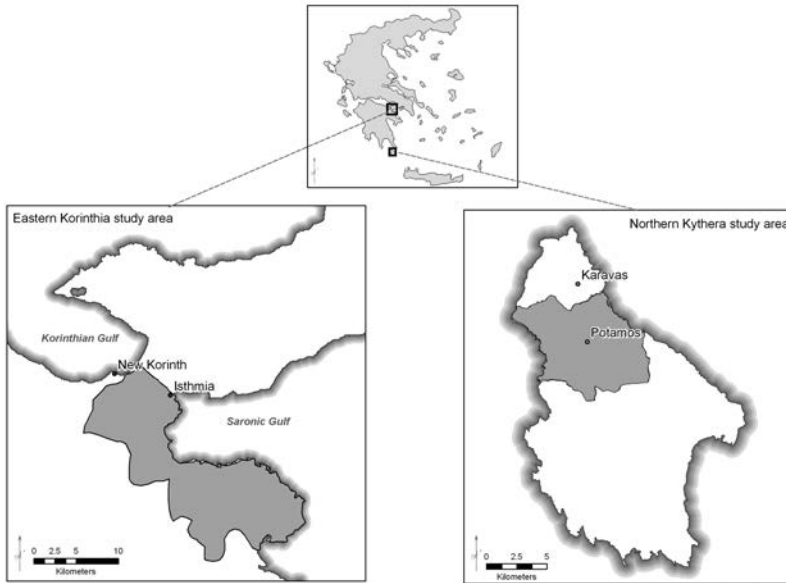 Eastern Korinthia study area
Korinthian Gulf
New Korinth
Isthmia
Saronic Gulf
0 2.5 5 10
Kilometers
Northern Kythera study area
Karavas
Potamos
0 2.5 5
Kilometers